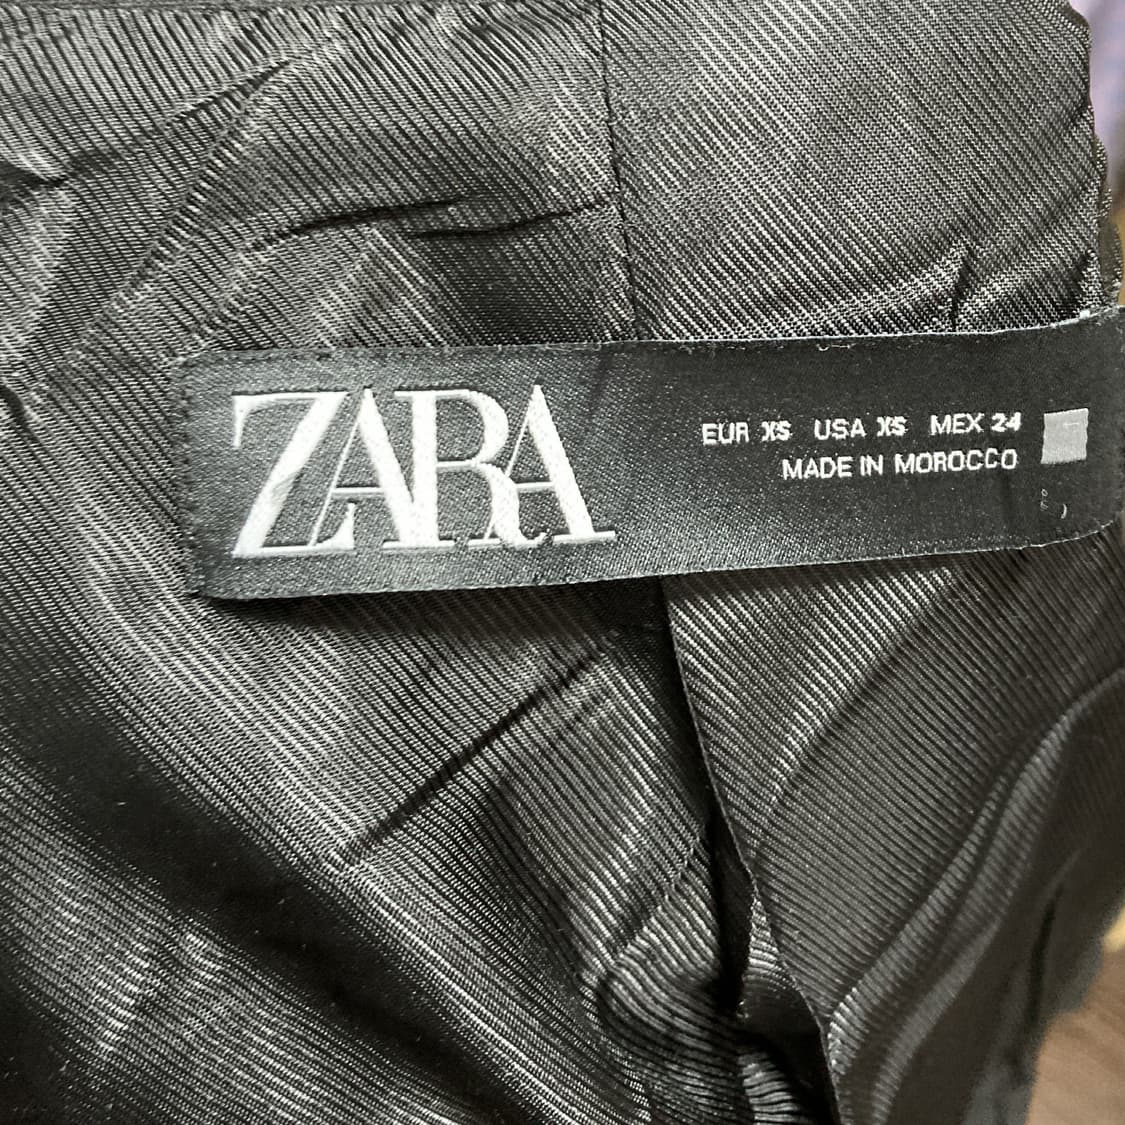 ZARA
EUR XS USA XS MEX 24
MADE IN MOROCCO